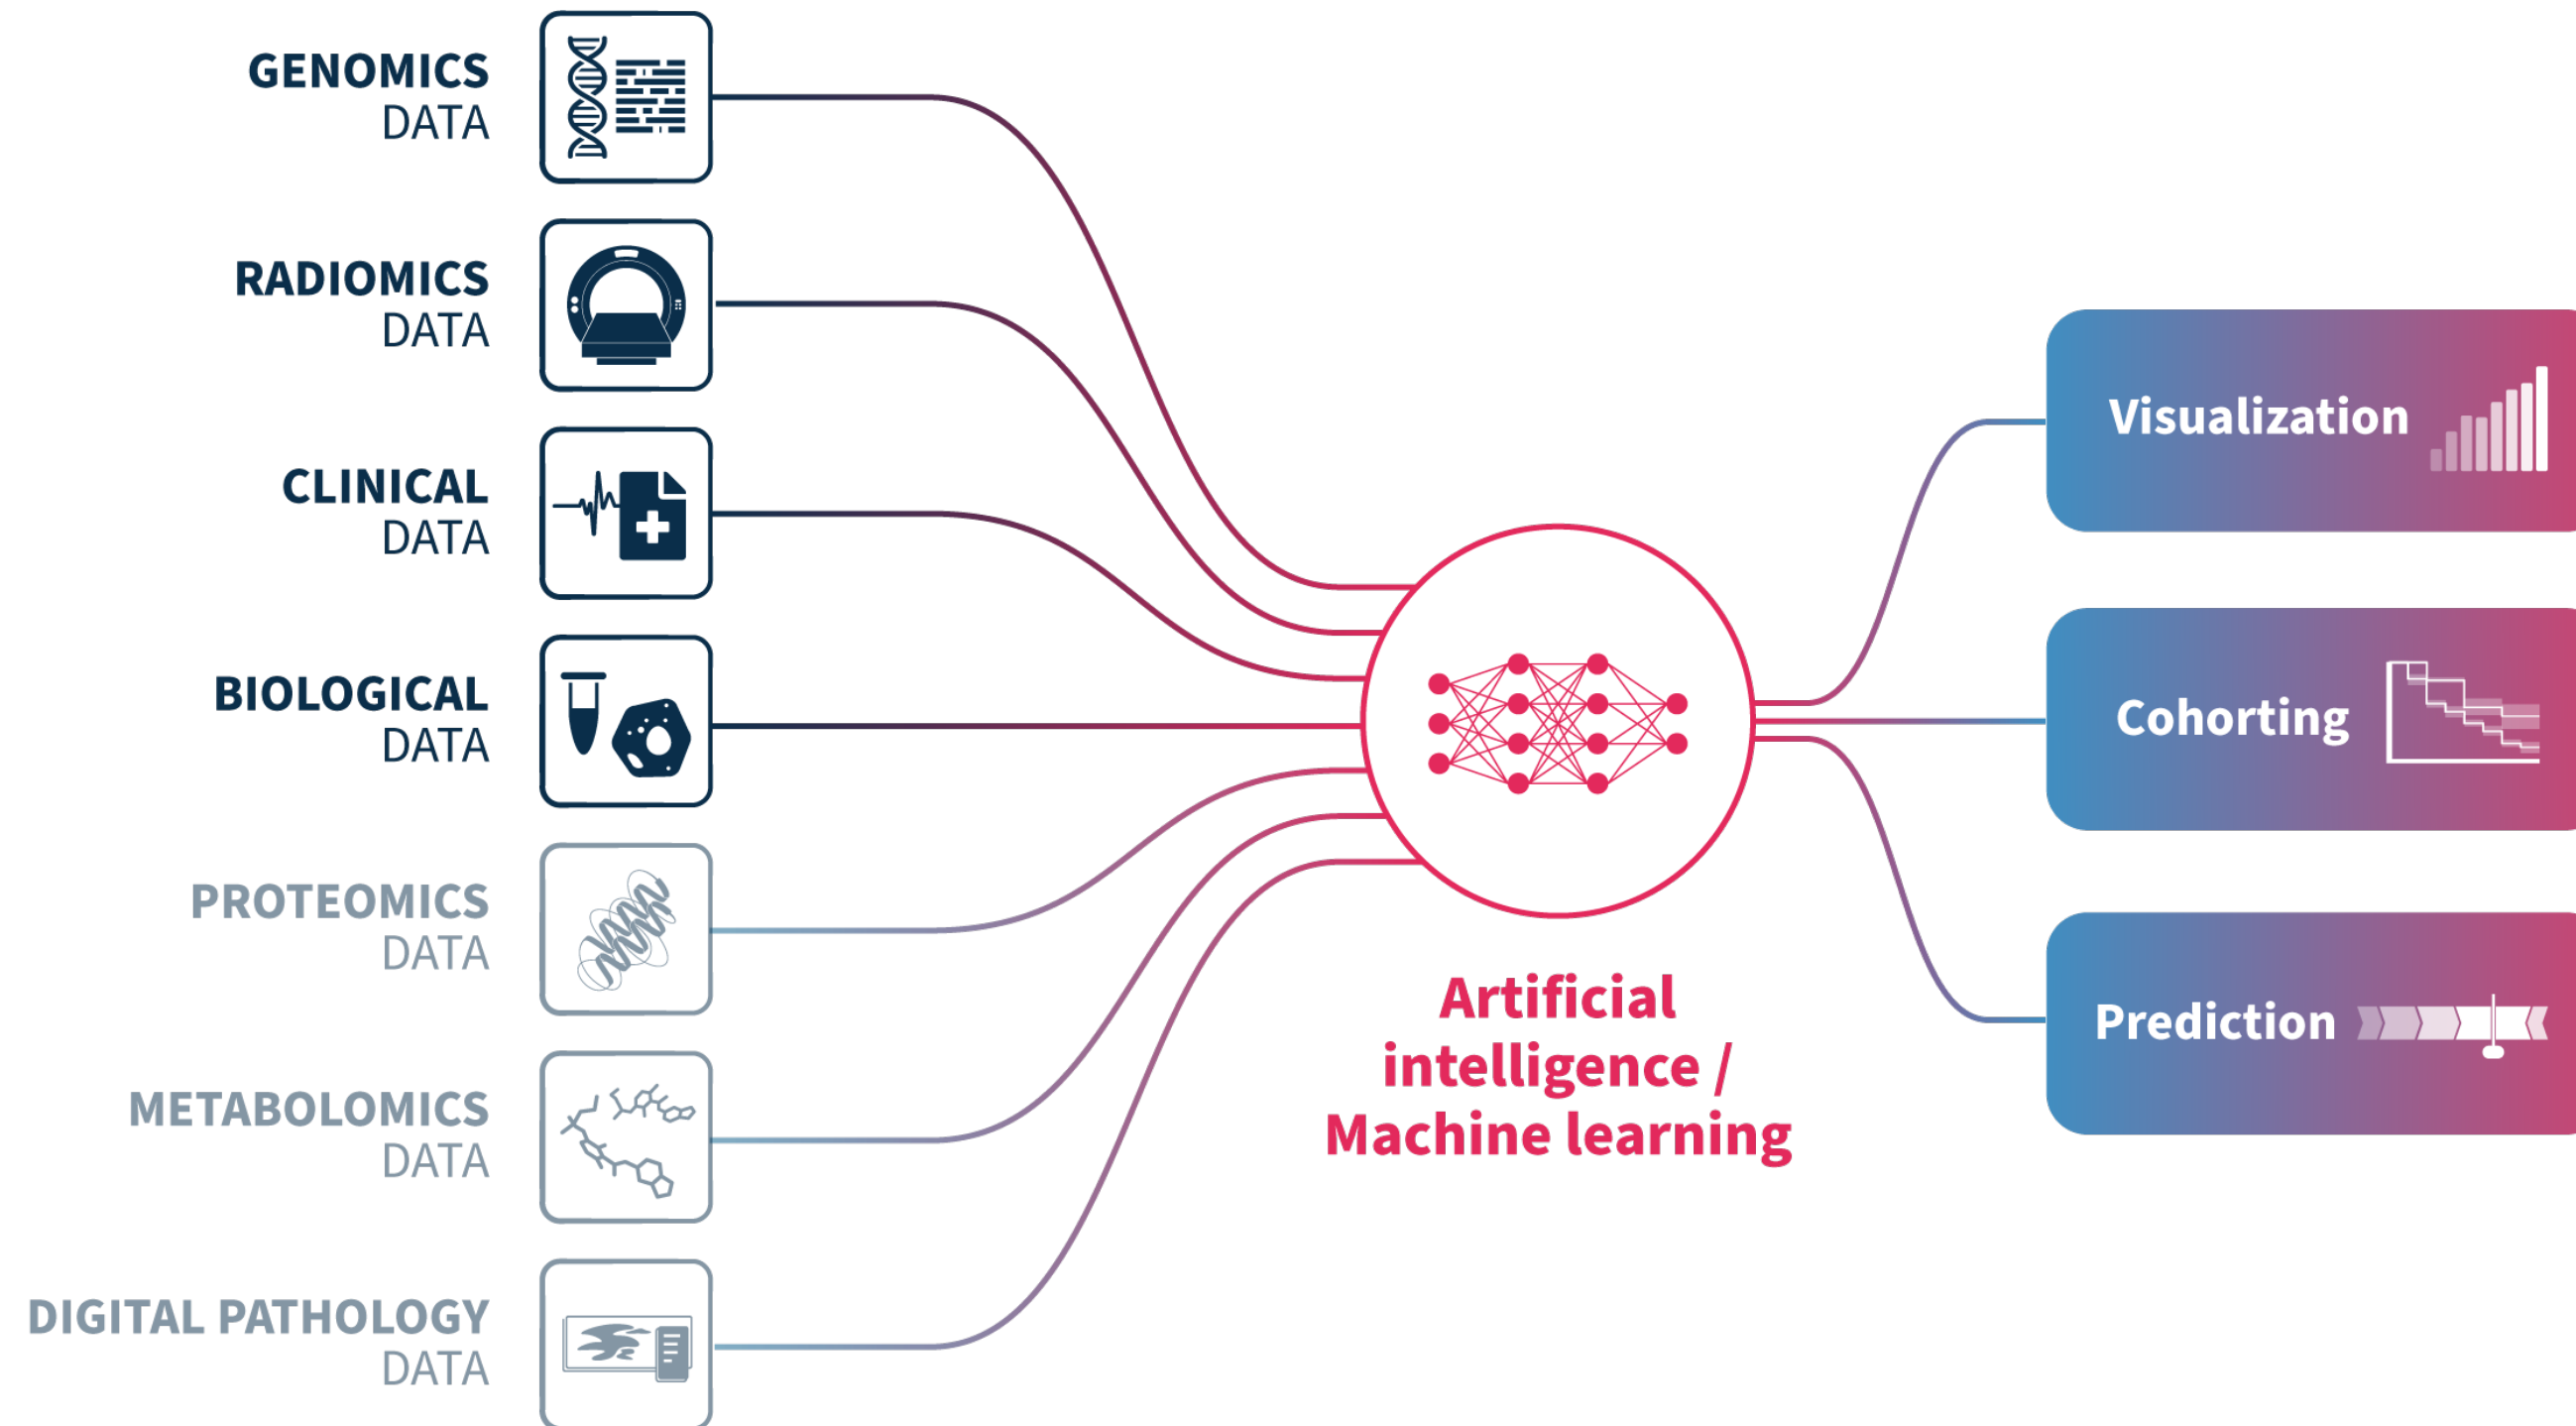 GENOMICS
DATA
RADIOMICS
DATA
CLINICAL
DATA
BIOLOGICAL
DATA
PROTEOMICS
DATA
METABOLOMICS
DATA
DIGITAL PATHOLOGY
DATA
Artificial
intelligence /
Machine learning
Visualization
Cohorting
Prediction